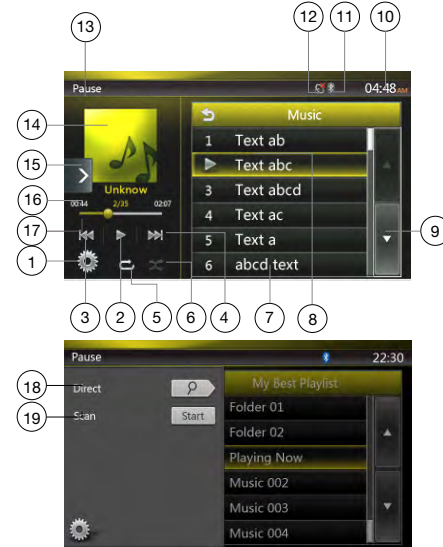 12 11 10
13
Pause 04:48 AM
Music
14
1 Text ab
Text abc
15
3 Text abcd
Unknow
16
00:44 2/35 02:07
4 Text ac
9
17
5 Text a
1
6 abcd text
3 2 5 6 4 7 8
Pause 22:30
18
Direct
My Best Playlist
19
Scan Start
Folder 01
Folder 02
Playing Now
Music 002
Music 003
Music 004